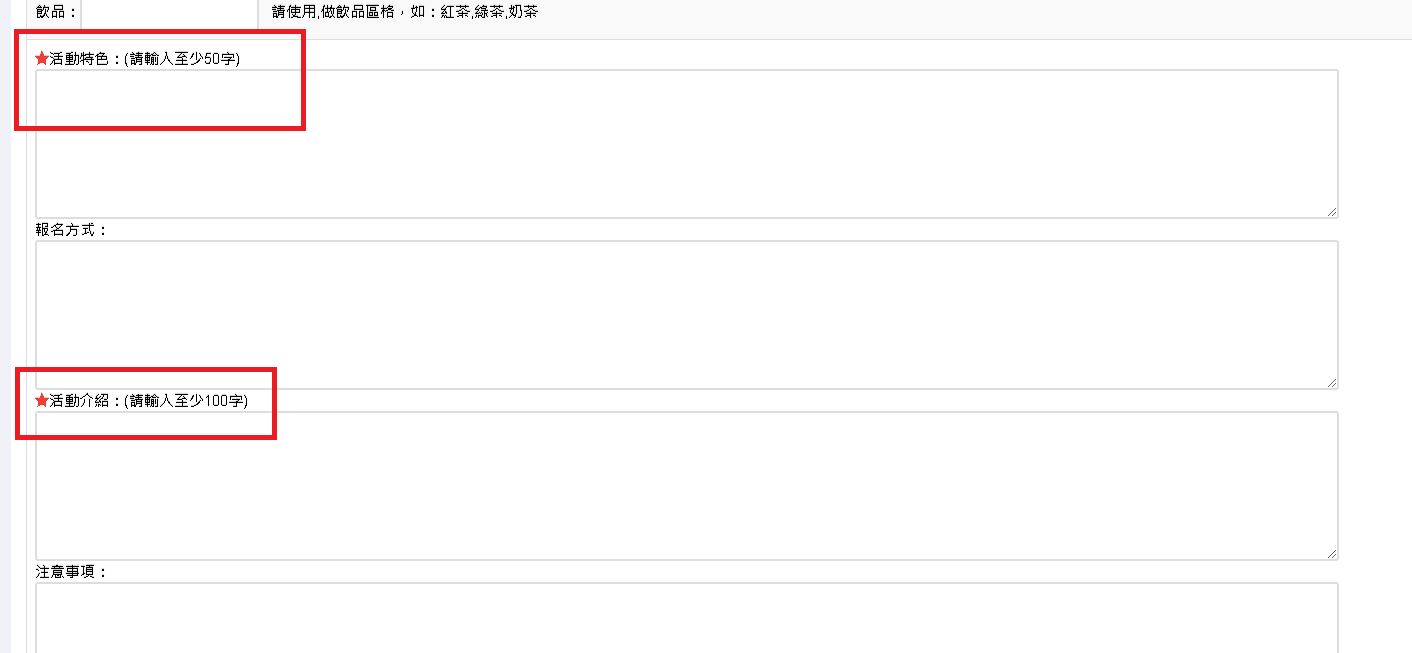 飲品： 請使用,做飲品區格，如：紅茶,綠茶,奶茶
★活動特色：(請輸入至少50字)
報名方式：
★活動介紹：(請輸入至少100字)
注意事項：